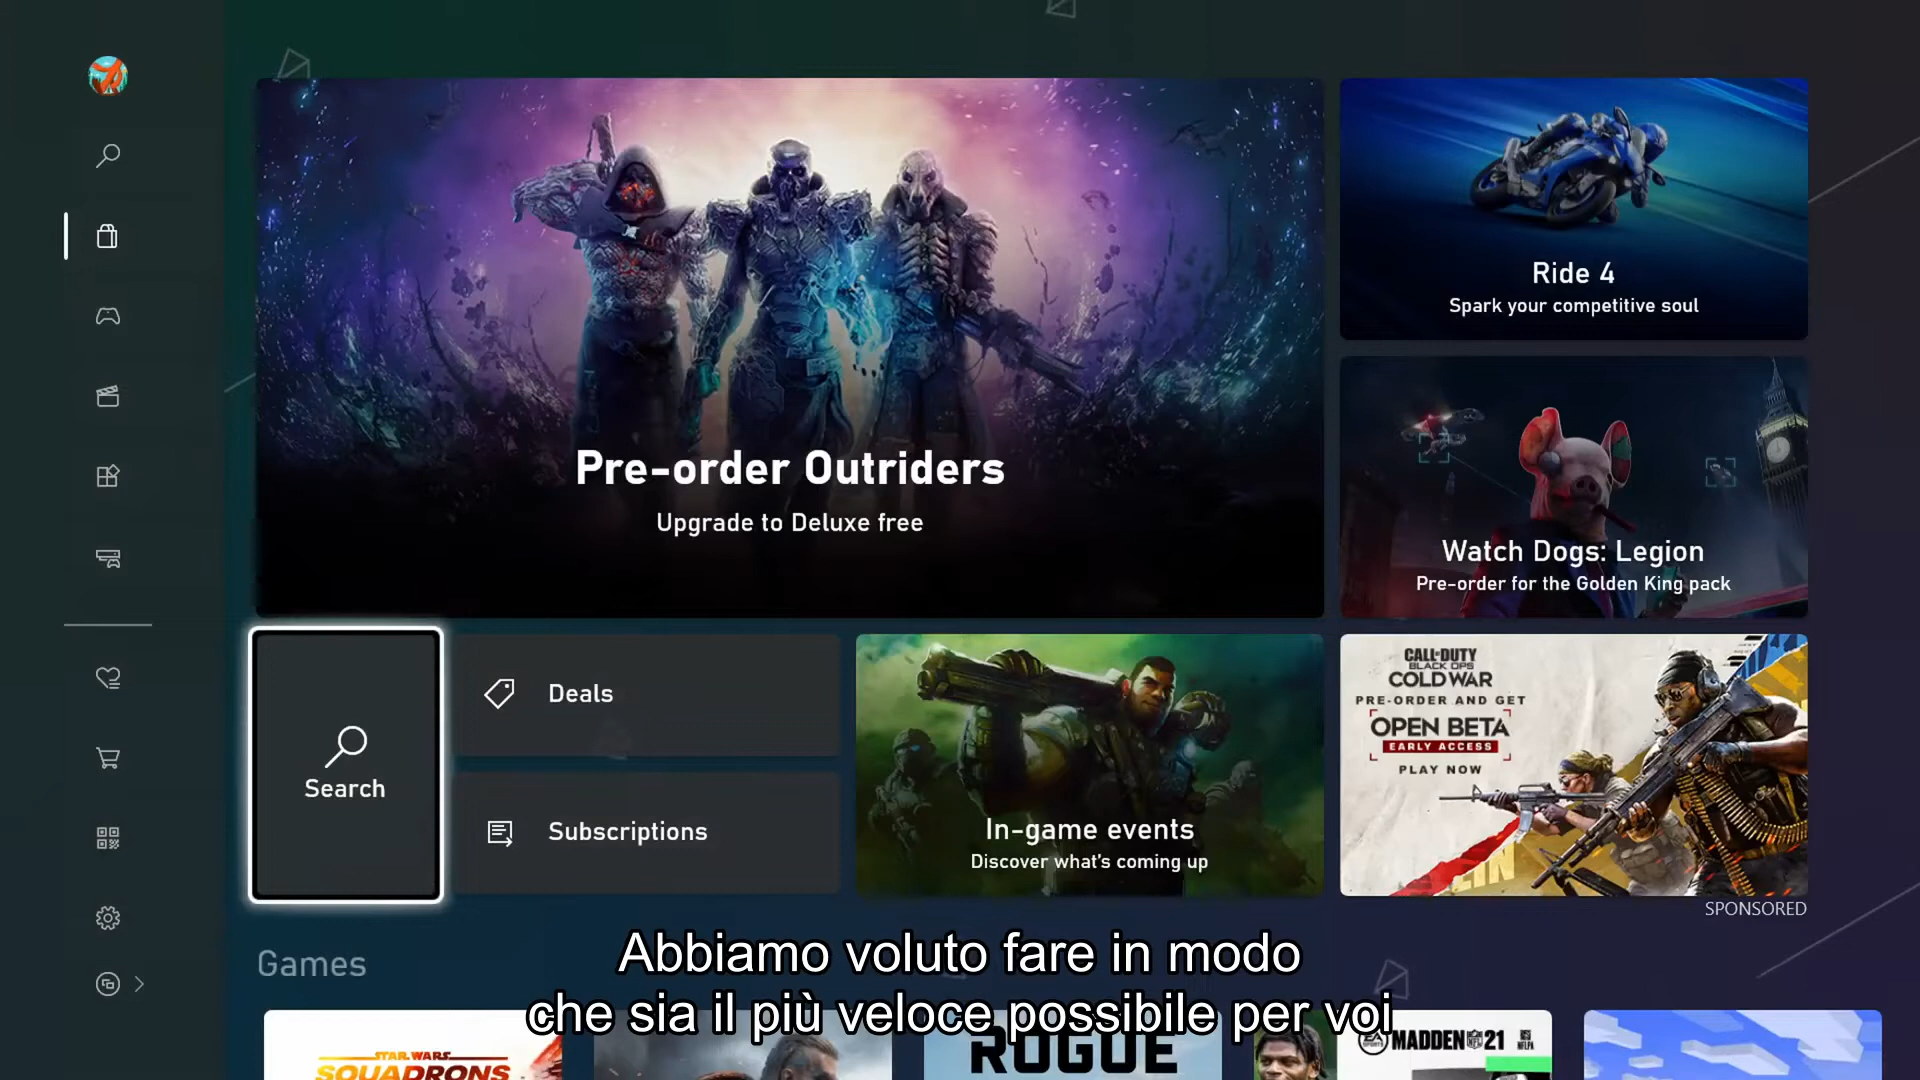 Pre-order Outriders
Upgrade to Deluxe free
Ride 4
Spark your competitive soul
Watch Dogs: Legion
Pre-order for the Golden King pack
Search
Deals
Subscriptions
In-game events
Discover what's coming up
CALL OF DUTY
BLACK OPS
COLD WAR
PRE-ORDER AND GET
OPEN BETA
EARLY ACCESS
PLAY NOW
SPONSORED
Games
Abbiamo voluto fare in modo
che sia il più veloce possibile per voi
STAR WARS
SQUADRONS
ROGUE
EA SPORTS
MADDEN NFL 21